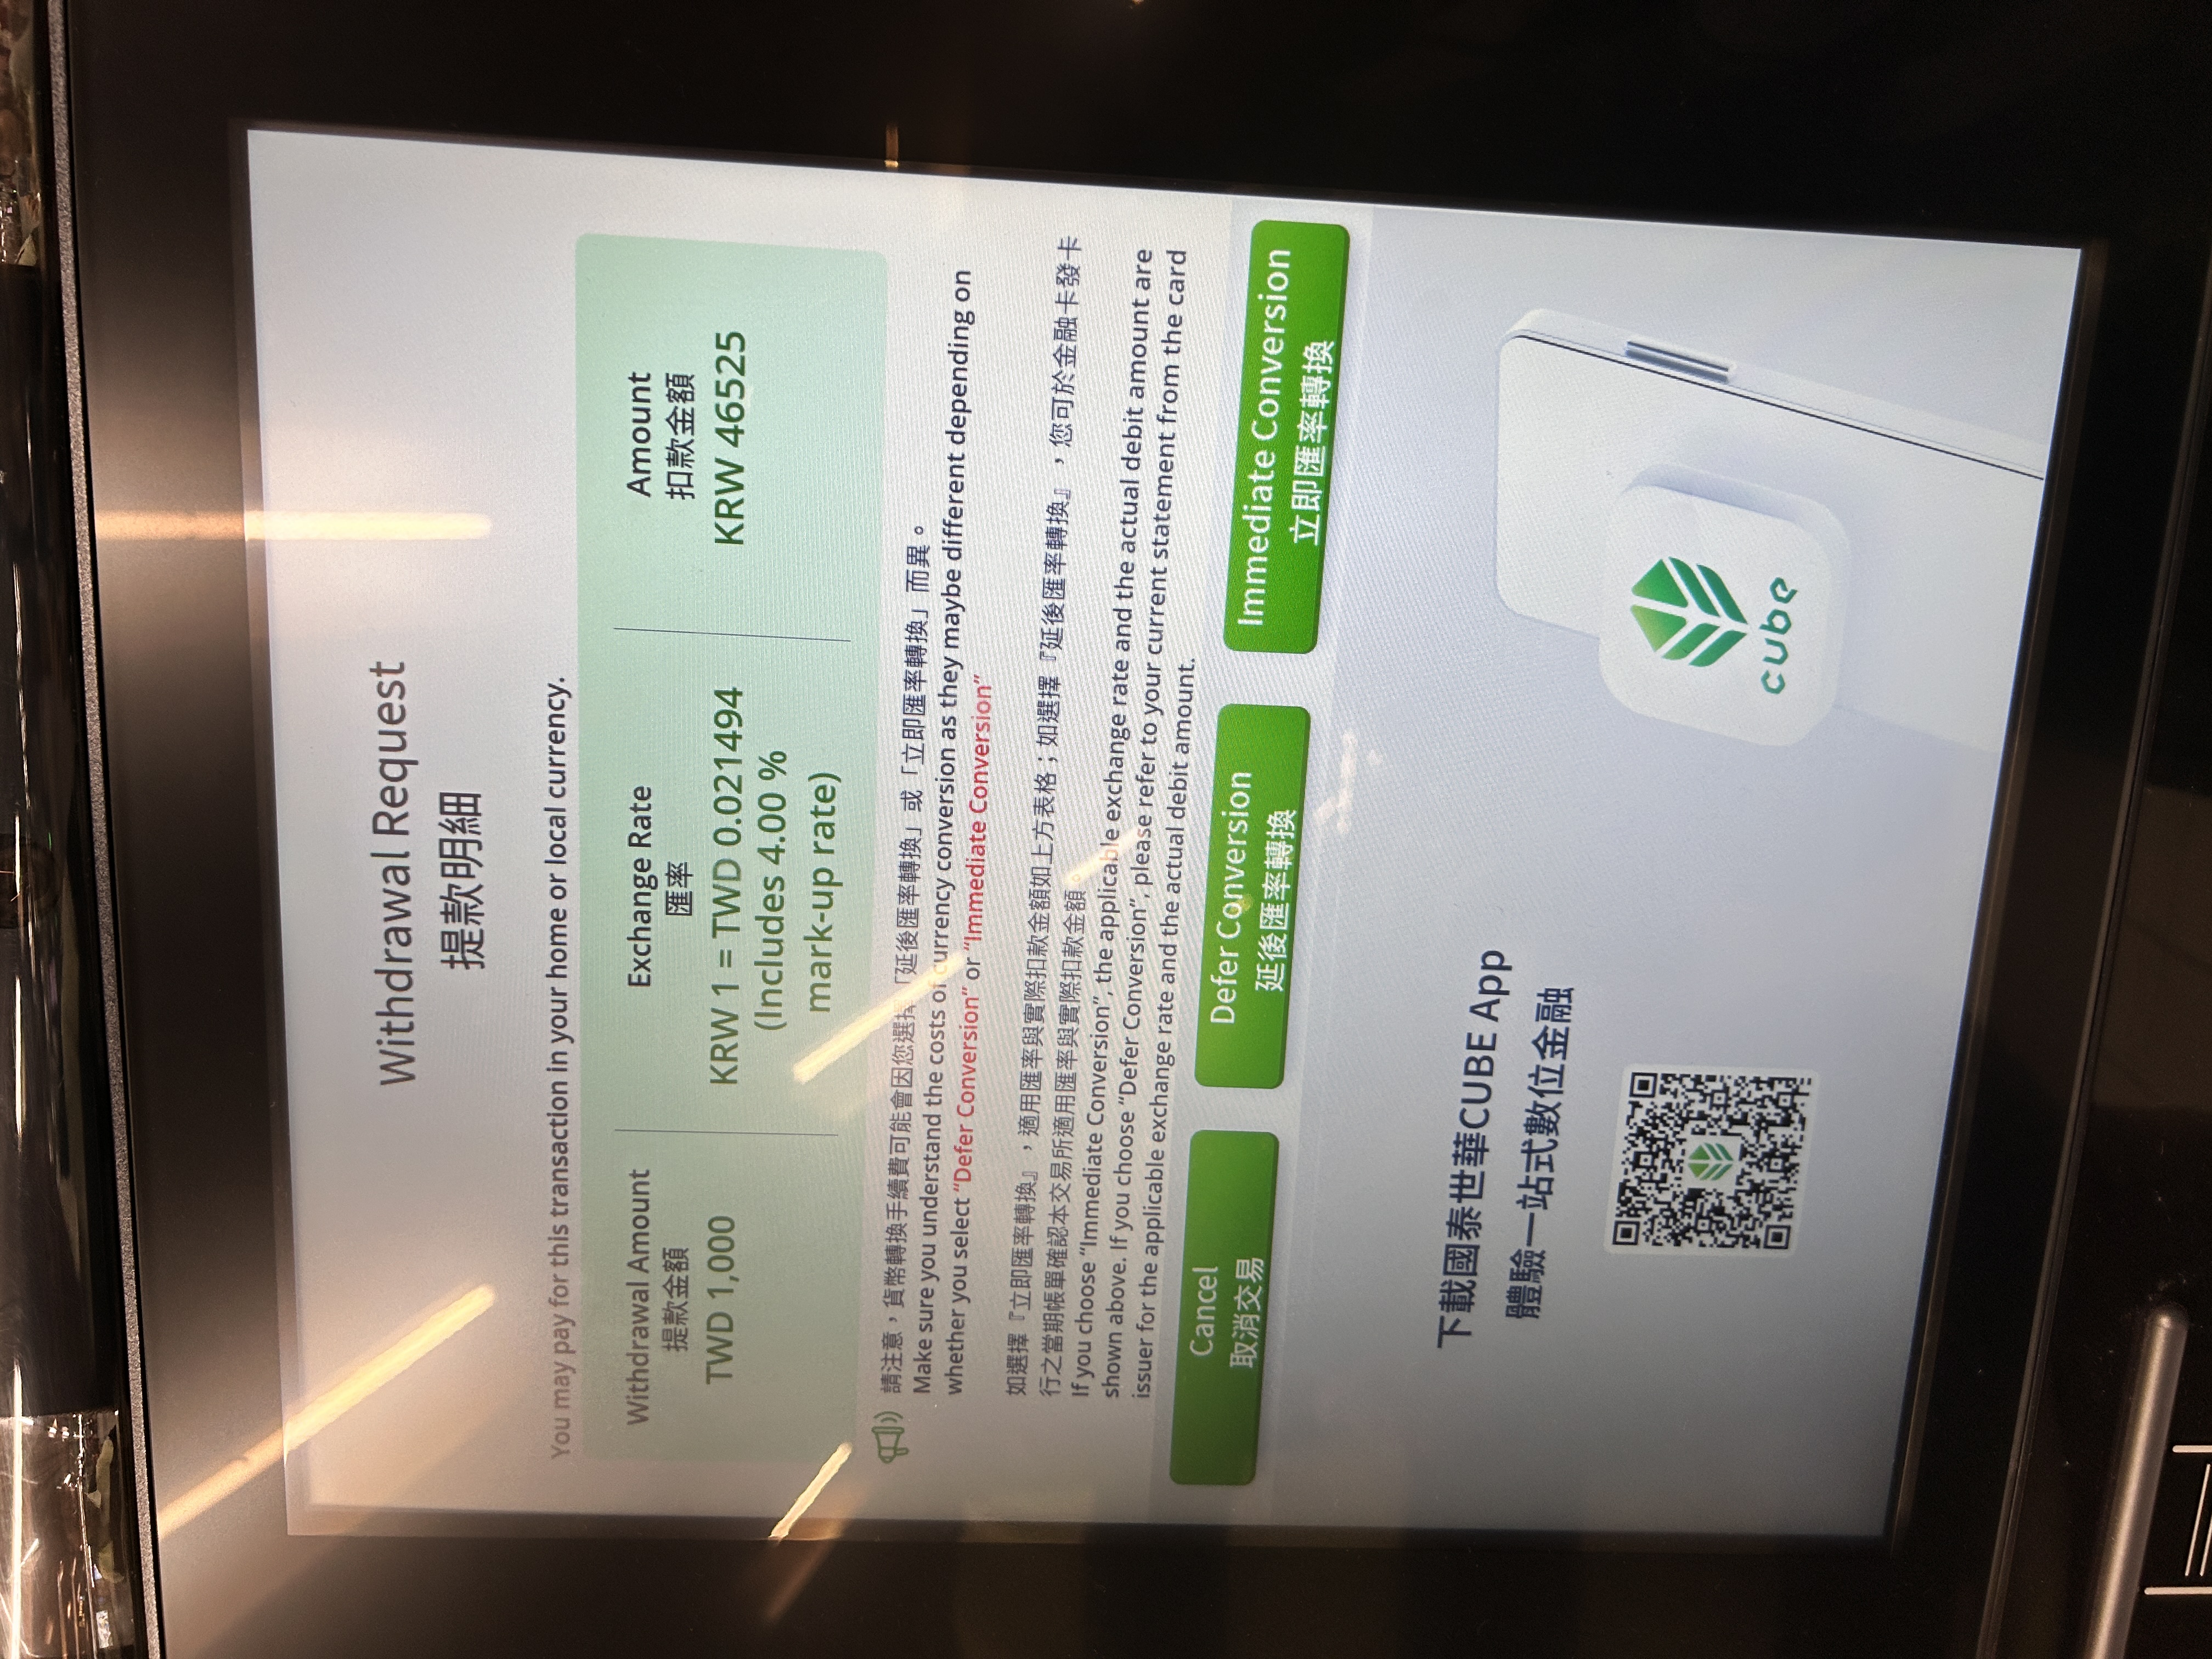 Withdrawal Request
提款明細
You may pay for this transaction in your home or local currency.
Withdrawal Amount
提款金額
TWD 1,000
Exchange Rate
匯率
KRW 1 = TWD 0.021494
(Includes 4.00 %
mark-up rate)
Amount
扣款金額
KRW 46525
請注意，貨幣轉換手續費可能會因您選擇「延後匯率轉換」或「立即匯率轉換」而異。
Make sure you understand the costs of currency conversion as they maybe different depending on
whether you select “Defer Conversion” or “Immediate Conversion”
如選擇『立即匯率轉換』，適用匯率與實際扣款金額如上方表格；如選擇『延後匯率轉換』，您可於金融卡發卡
行之當期帳單確認本交易所適用匯率與實際扣款金額。
If you choose “Immediate Conversion”, the applicable exchange rate and the actual debit amount are
shown above. If you choose “Defer Conversion”, please refer to your current statement from the card
issuer for the applicable exchange rate and the actual debit amount.
Cancel
取消交易
Defer Conversion
延後匯率轉換
Immediate Conversion
立即匯率轉換
下載國泰世華CUBE App
體驗一站式數位金融
cube